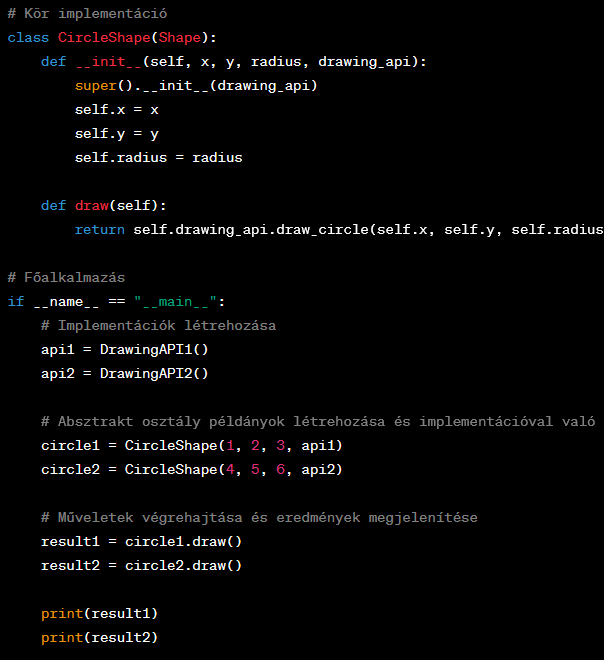 # Kör implementáció
class CircleShape(Shape):
    def __init__(self, x, y, radius, drawing_api):
        super().__init__(drawing_api)
        self.x = x
        self.y = y
        self.radius = radius
    def draw(self):
        return self.drawing_api.draw_circle(self.x, self.y, self.radius
# Főalkalmazás
if __name__ == "__main__":
    # Implementációk létrehozása
    api1 = DrawingAPI1()
    api2 = DrawingAPI2()
    # Absztrakt osztály példányok létrehozása és implementációval való
    circle1 = CircleShape(1, 2, 3, api1)
    circle2 = CircleShape(4, 5, 6, api2)
    # Műveletek végrehajtása és eredmények megjelenítése
    result1 = circle1.draw()
    result2 = circle2.draw()
    print(result1)
    print(result2)